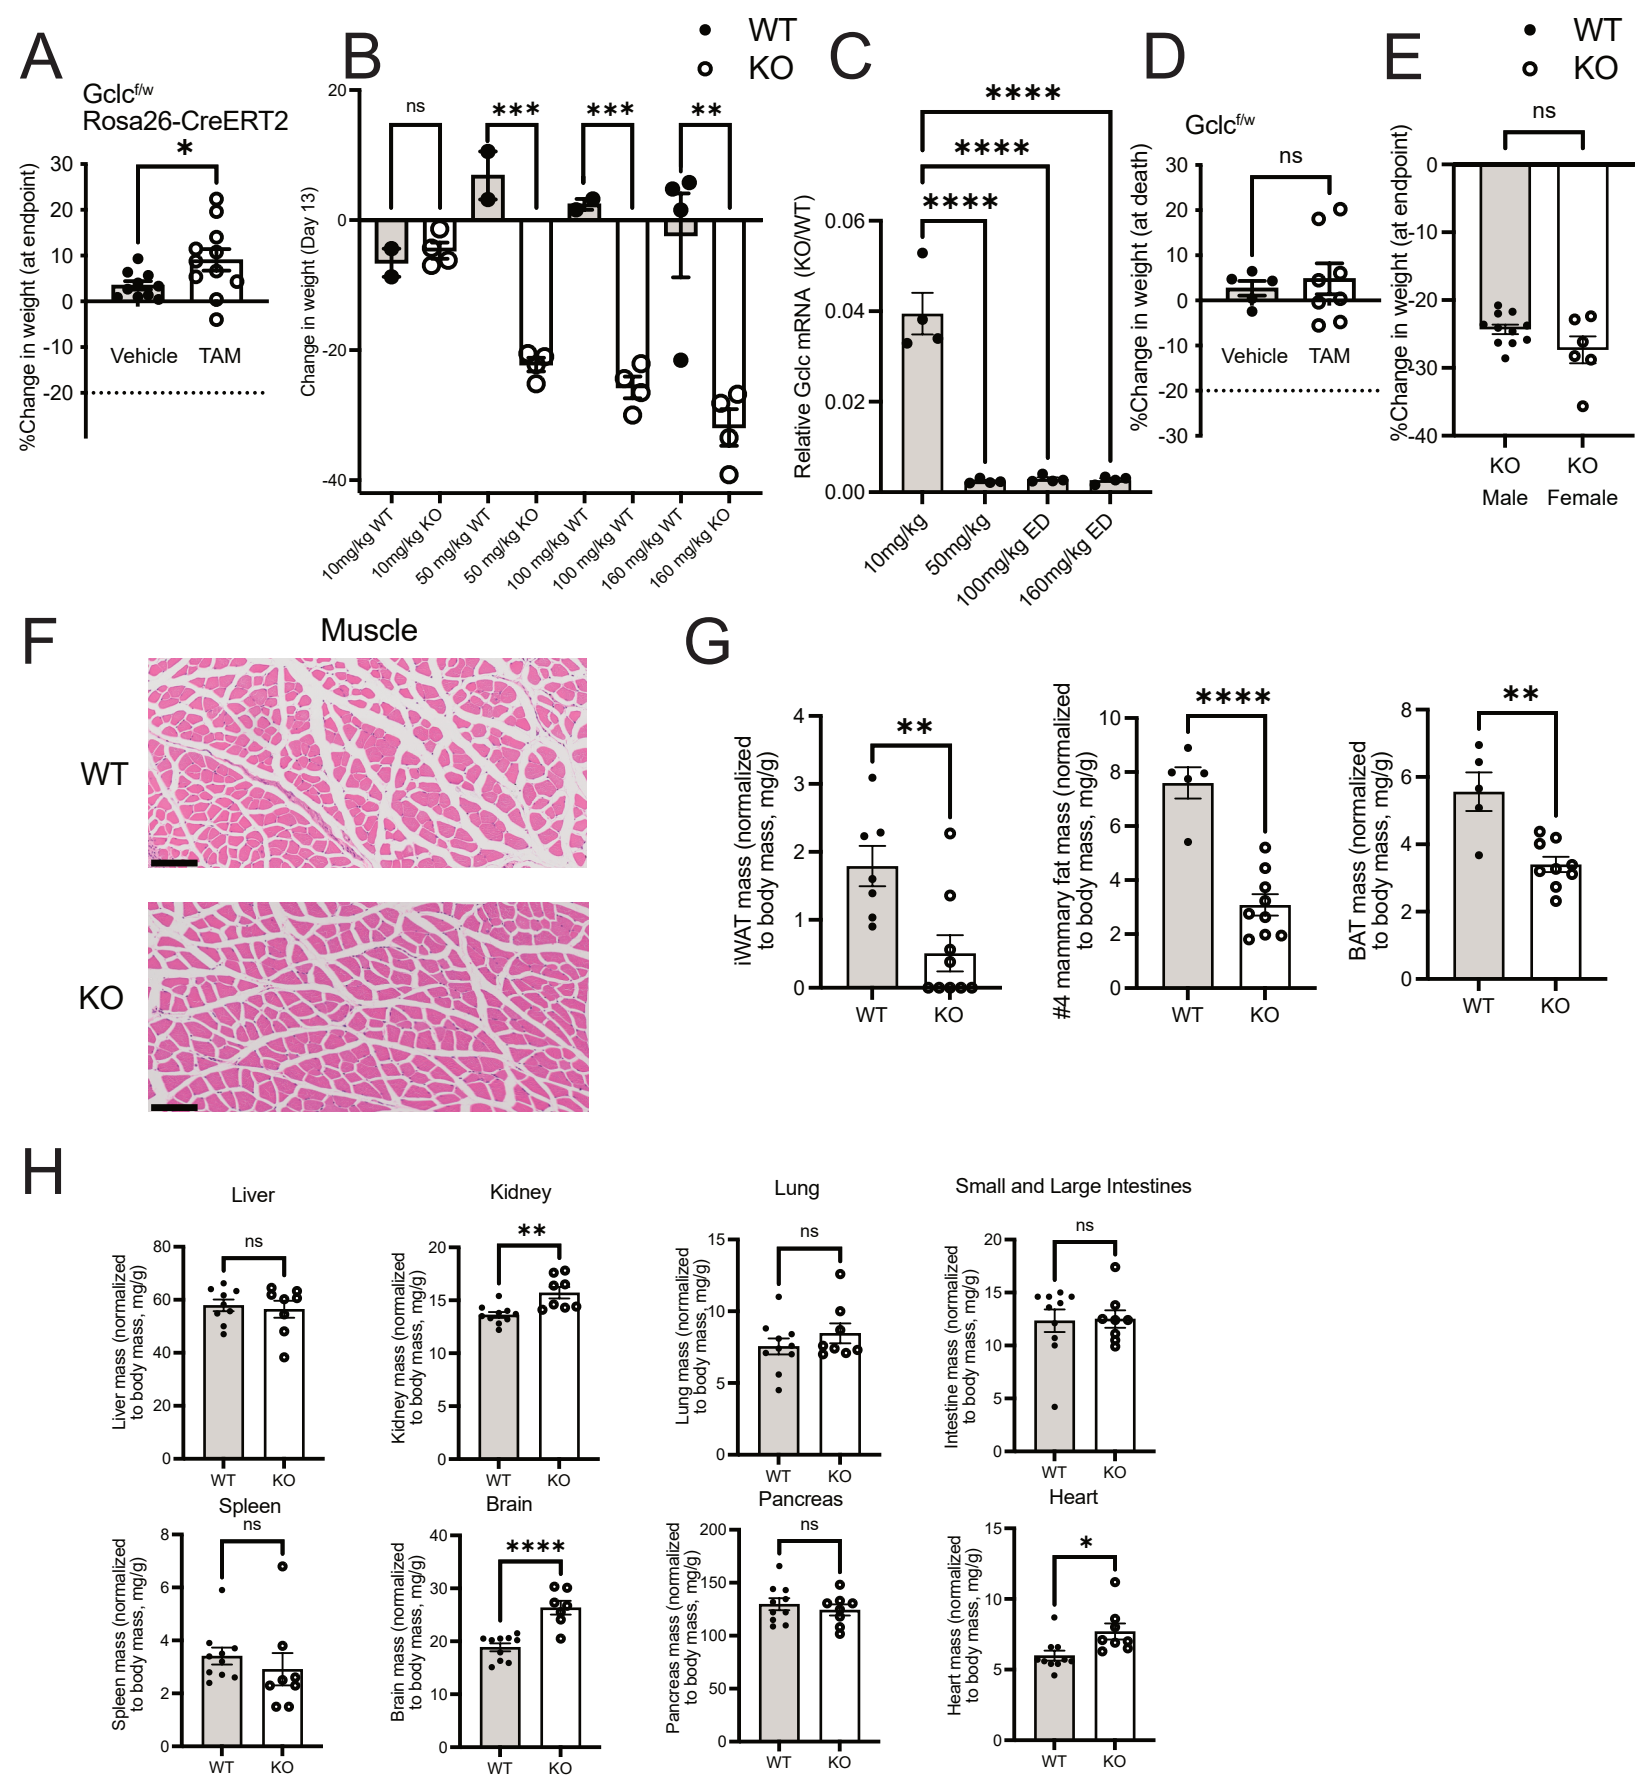 A
Gclcf/w
Rosa26-CreERT2
*
%Change in weight (at endpoint)
30
20
10
0
-10
-20
Vehicle
TAM
B
WT
KO
Change in weight (Day 13)
20
0
-20
-40
ns
***
***
**
10mg/kg WT
10mg/kg KO
50 mg/kg WT
50 mg/kg KO
100 mg/kg WT
100 mg/kg WT
160 mg/kg WT
160 mg/kg KO
C
Relative Gclc mRNA (KO/WT)
0.06
0.04
0.02
0.00
****
****
****
10mg/kg
50mg/kg
100mg/kg ED
160mg/kg ED
D
Gclcf/w
ns
%Change in weight (at death)
30
20
10
0
-10
-20
-30
Vehicle
TAM
E
WT
KO
ns
%Change in weight (at endpoint)
0
-10
-20
-30
-40
KO
Male
KO
Female
F
Muscle
WT
KO
G
iWAT mass (normalized
to body mass, mg/g)
4
3
2
1
0
**
WT
KO
#4 mammary fat mass (normalized
to body mass, mg/g)
10
8
6
4
2
0
****
WT
KO
BAT mass (normalized
to body mass, mg/g)
8
6
4
2
0
**
WT
KO
H
Liver
ns
Liver mass (normalized
to body mass, mg/g)
80
60
40
20
0
WT
KO
Kidney
**
Kidney mass (normalized
to body mass, mg/g)
20
15
10
5
0
WT
KO
Lung
ns
Lung mass (normalized
to body mass, mg/g)
15
10
5
0
WT
KO
Small and Large Intestines
ns
Intestine mass (normalized
to body mass, mg/g)
20
15
10
5
0
WT
KO
Spleen
ns
Spleen mass (normalized
to body mass, mg/g)
8
6
4
2
0
WT
KO
Brain
****
Brain mass (normalized
to body mass, mg/g)
40
30
20
10
0
WT
KO
Pancreas
ns
Pancreas mass (normalized
to body mass, mg/g)
200
150
100
50
0
WT
KO
Heart
*
Heart mass (normalized
to body mass, mg/g)
15
10
5
0
WT
KO